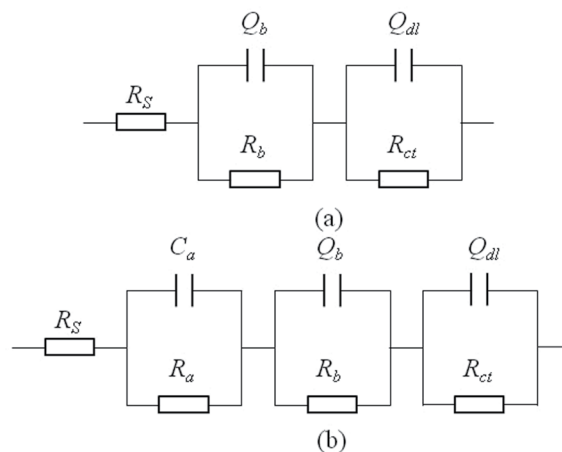 Q_b Q_dl
R_S
R_b R_ct
(a)
C_a Q_b Q_dl
R_S
R_a R_b R_ct
(b)